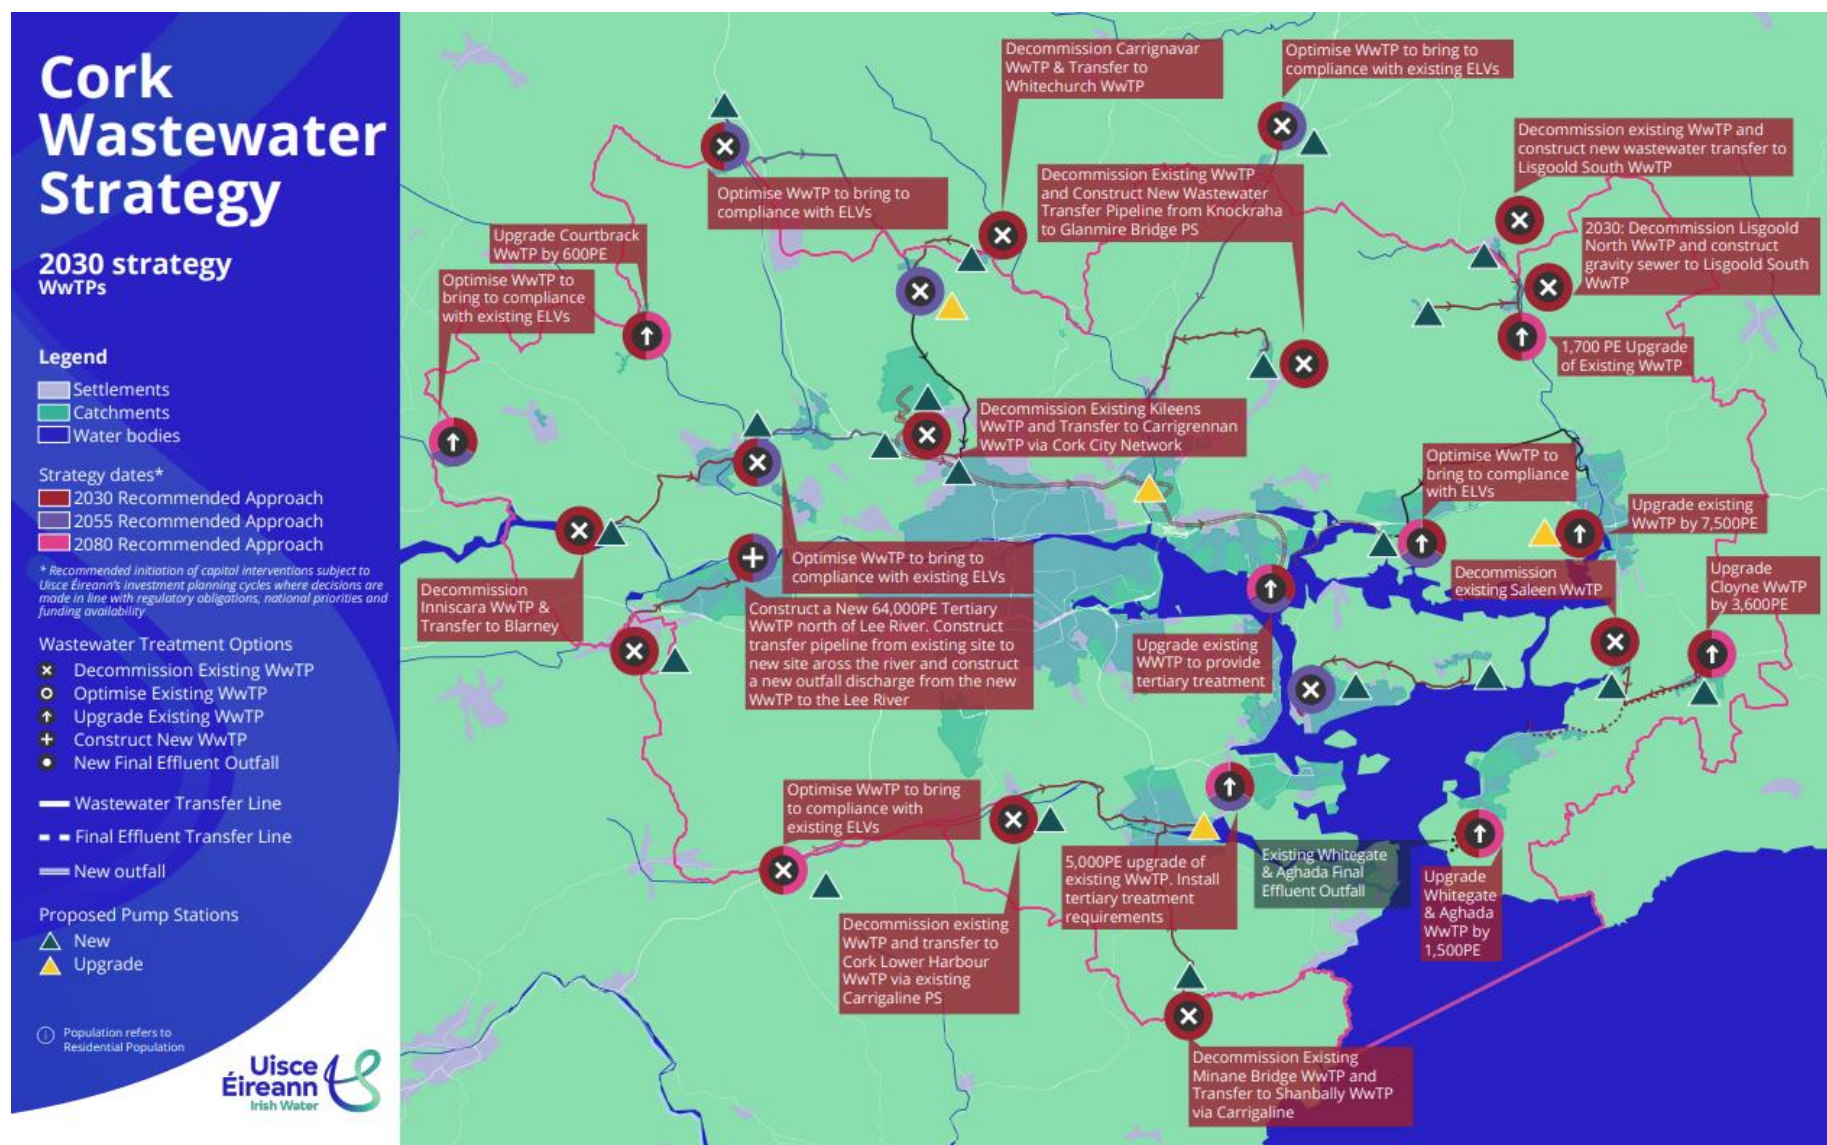 Cork
Wastewater
Strategy
2030 strategy
WwTPs
Legend
Settlements
Catchments
Water bodies
Strategy dates*
2030 Recommended Approach
2055 Recommended Approach
2080 Recommended Approach
* Recommended initiation of capital interventions subject to
Uisce Éireann's investment planning cycles where decisions are
made in line with regulatory obligations, national priorities and
funding availability
Wastewater Treatment Options
Decommission Existing WwTP
Optimise Existing WwTP
Upgrade Existing WwTP
Construct New WwTP
New Final Effluent Outfall
Wastewater Transfer Line
Final Effluent Transfer Line
New outfall
Proposed Pump Stations
New
Upgrade
Population refers to
Residential Population
Uisce
Éireann
Irish Water
Decommission Carrignavar
WwTP & Transfer to
Whitechurch WwTP
Optimise WwTP to bring to
compliance with existing ELVs
Decommission existing WwTP and
construct new wastewater transfer to
Lisgoold South WwTP
Optimise WwTP to bring to
compliance with ELVs
Decommission Existing WwTP
and Construct New Wastewater
Transfer Pipeline from Knockraha
to Glanmire Bridge PS
2030: Decommission Lisgoold
North WwTP and construct
gravity sewer to Lisgoold South
WwTP
Upgrade Courtbrack
WwTP by 600PE
Optimise WwTP to
bring to compliance
with existing ELVs
1,700 PE Upgrade
of Existing WwTP
Decommission Existing Kileens
WwTP and Transfer to Carrigrennan
WwTP via Cork City Network
Optimise WwTP to
bring to compliance
with ELVs
Upgrade existing
WwTP by 7,500PE
Optimise WwTP to bring to
compliance with existing ELVs
Decommission
Inniscara WwTP &
Transfer to Blarney
Decommission
existing Saleen WwTP
Upgrade
Cloyne WwTP
by 3,600PE
Construct a New 64,000PE Tertiary
WwTP north of Lee River. Construct
transfer pipeline from existing site to
new site aross the river and construct
a new outfall discharge from the new
WwTP to the Lee River
Upgrade existing
WWTP to provide
tertiary treatment
Optimise WwTP to bring
to compliance with
existing ELVs
5,000PE upgrade of
existing WwTP. Install
tertiary treatment
requirements
Existing Whitegate
& Aghada Final
Effluent Outfall
Upgrade
Whitegate
& Aghada
WwTP by
1,500PE
Decommission existing
WwTP and transfer to
Cork Lower Harbour
WwTP via existing
Carrigaline PS
Decommission Existing
Minane Bridge WwTP and
Transfer to Shanbally WwTP
via Carrigaline